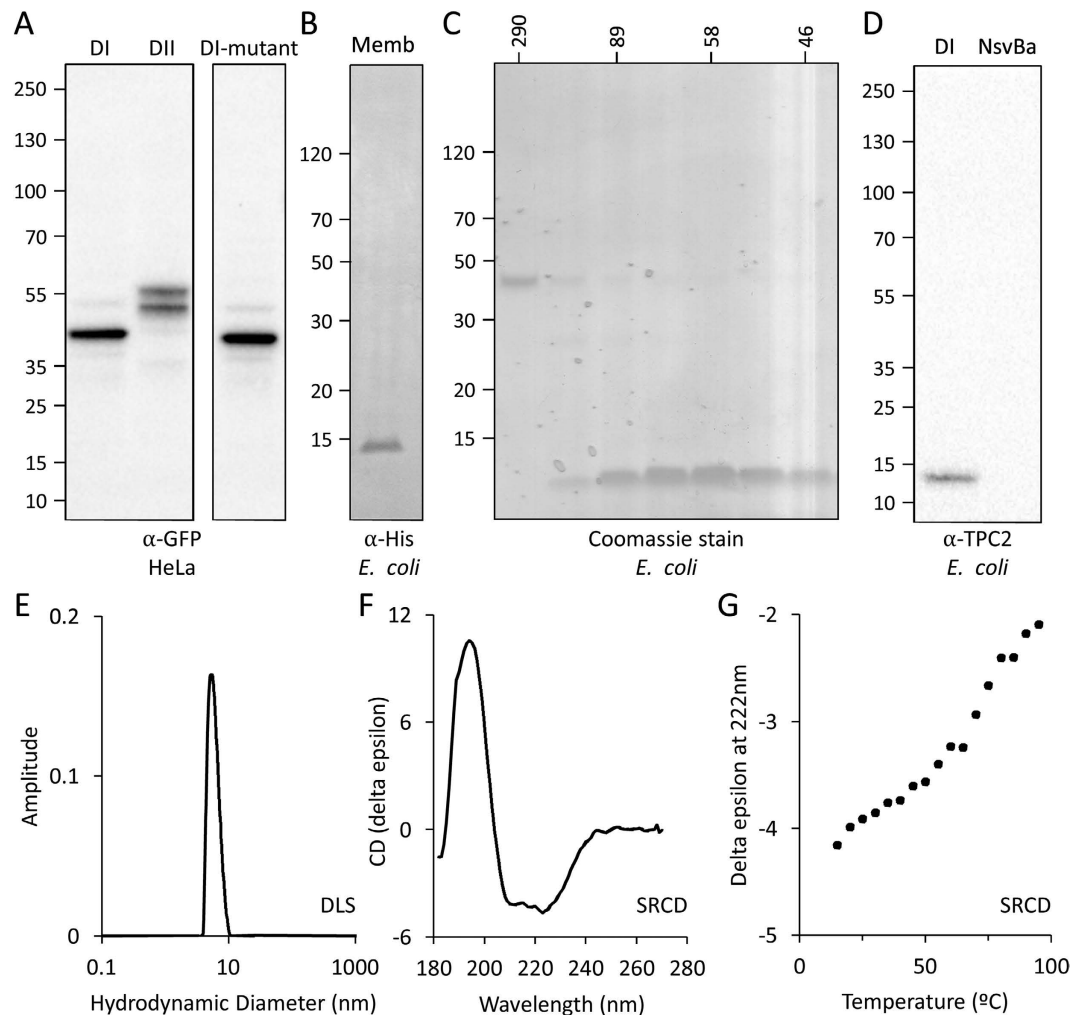 A
DI DII DI-mutant
250
130
100
70
55
35
25
15
10
α-GFP
HeLa
B
Memb
120
70
50
30
20
15
α-His
E. coli
C
290 89 58 46
120
70
50
30
20
15
Coomassie stain
E. coli
D
DI NsvBa
250
130
100
70
55
35
25
15
10
α-TPC2
E. coli
E
0.2
0.1
0
Amplitude
DLS
0.1 10 1000
Hydrodynamic Diameter (nm)
F
12
6
0
-6
CD (delta epsilon)
SRCD
180 200 220 240 260 280
Wavelength (nm)
G
-2
-3
-4
-5
Delta epsilon at 222nm
SRCD
0 50 100
Temperature (ºC)